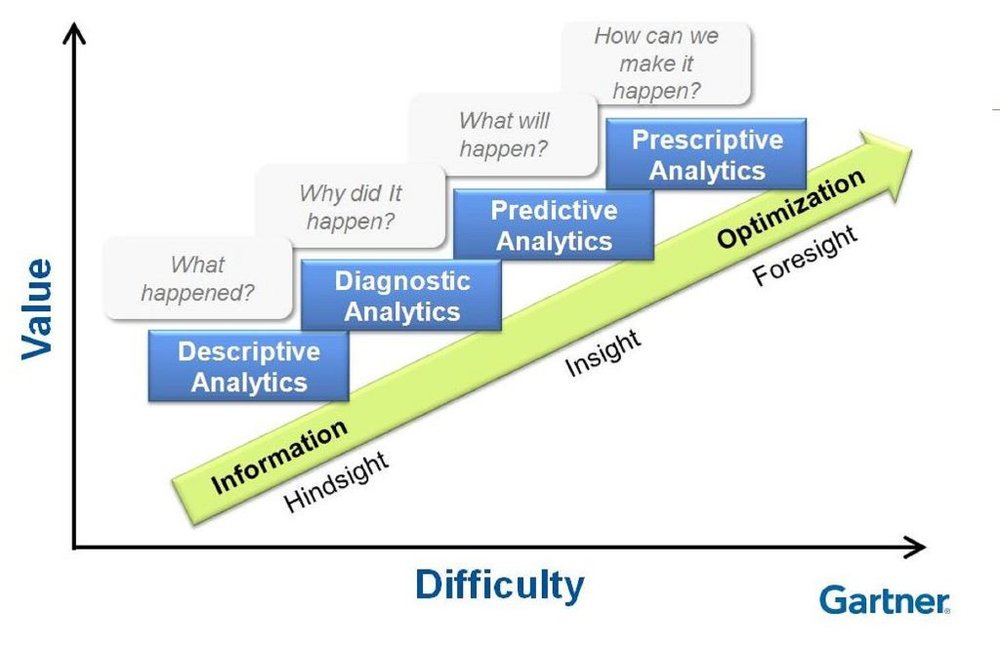 How can we
make it
happen?
What will
happen?
Prescriptive
Analytics
Why did It
happen?
Predictive
Analytics
What
happened?
Diagnostic
Analytics
Descriptive
Analytics
Value
Information
Hindsight
Insight
Optimization
Foresight
Difficulty
Gartner®